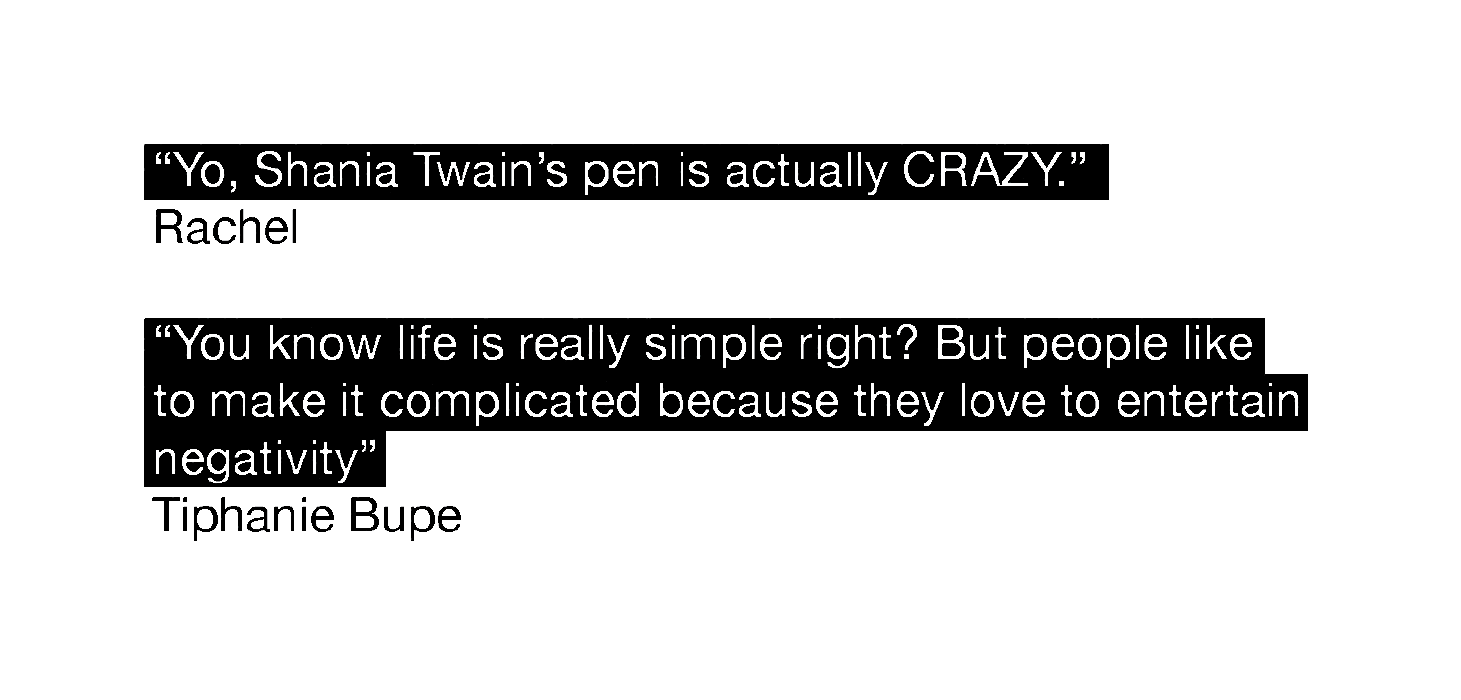 “Yo, Shania Twain’s pen is actually CRAZY.”
Rachel
“You know life is really simple right? But people like
to make it complicated because they love to entertain
negativity”
Tiphanie Bupe